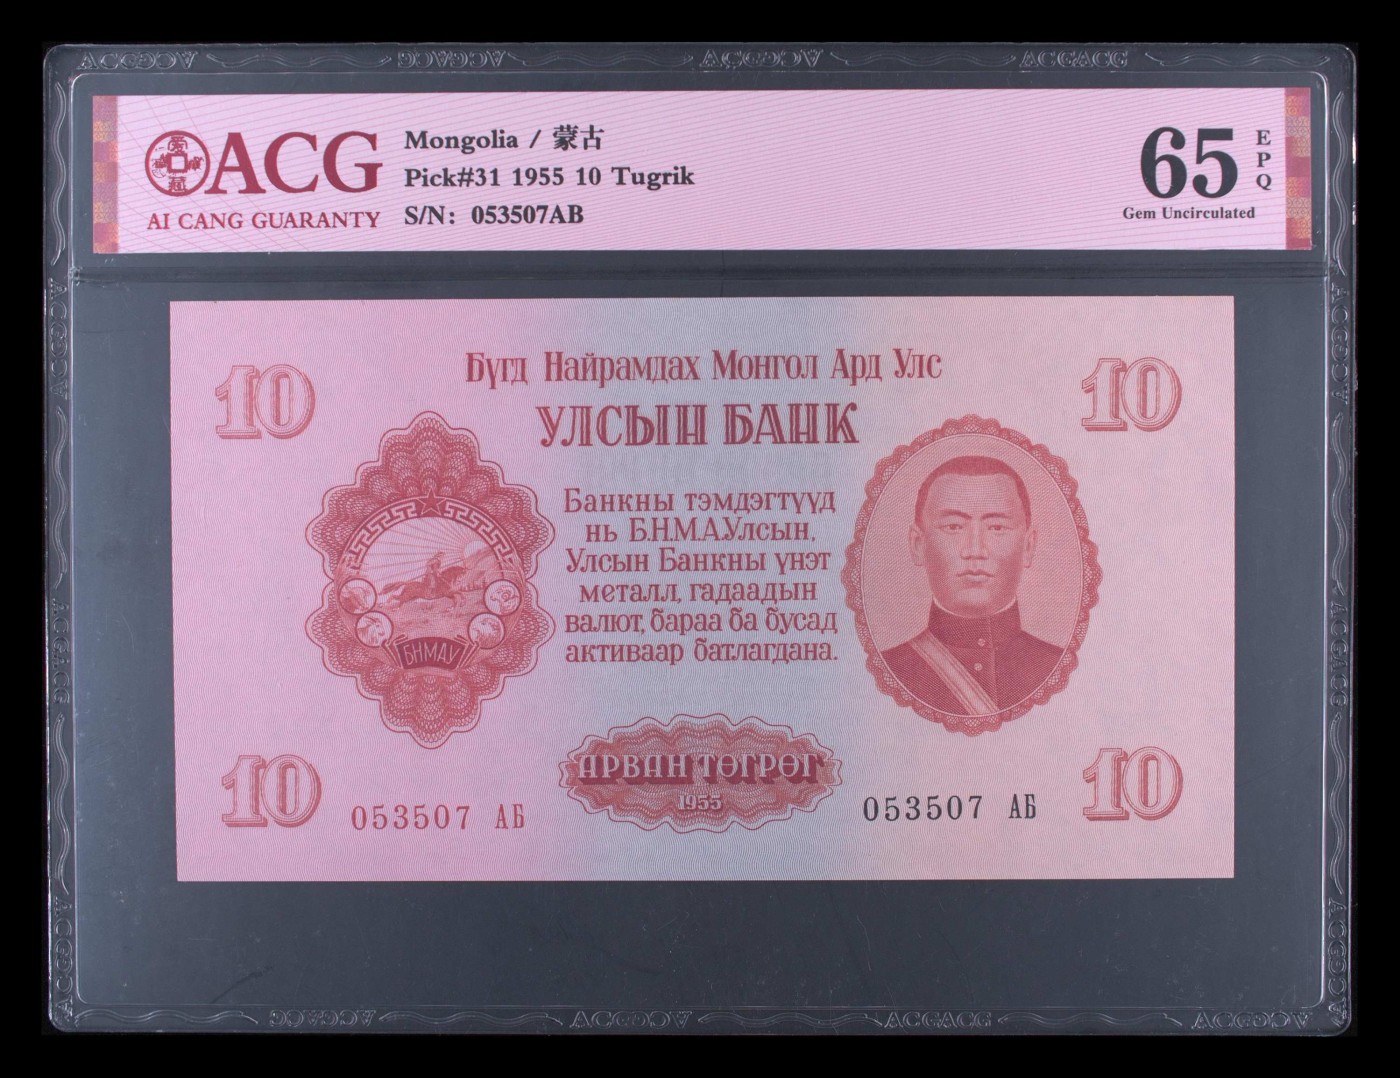 ACG
AI CANG GUARANTY
Mongolia / 蒙古
Pick#31 1955 10 Tugrik
S/N: 053507AB
65
EPQ
Gem Uncirculated
10
10
Бүгд Найрамдах Монгол Ард Улс
УЛСЫН БАНК
Банкны тэмдэгтүүд
нь Б.Н.М.А.Улсын,
Улсын Банкны үнэт
металл, гадаадын
валют, бараа ба бусад
активаар батлагдана.
БНМАУ
АРВАН ТӨГРӨГ
1955
10
053507 АБ
053507 АБ
10